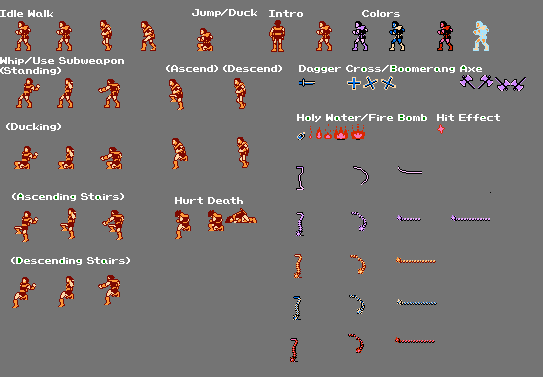 Idle Walk
Jump/Duck
Intro
Colors
Whip/Use Subweapon
(Standing)
(Ascend) (Descend)
Dagger Cross/Boomerang Axe
Holy Water/Fire Bomb Hit Effect
(Ducking)
(Ascending Stairs)
Hurt Death
(Descending Stairs)